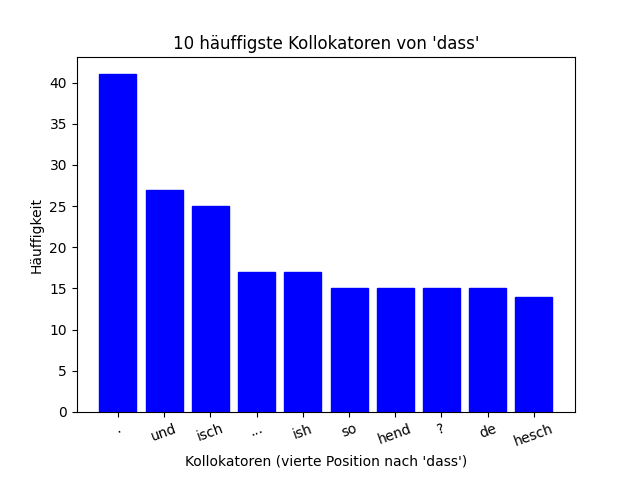 10 häuffigste Kollokatoren von 'dass'
Häuffigkeit
40
35
30
25
20
15
10
5
0
. und isch ... ish so hend ? de hesch
Kollokatoren (vierte Position nach 'dass')